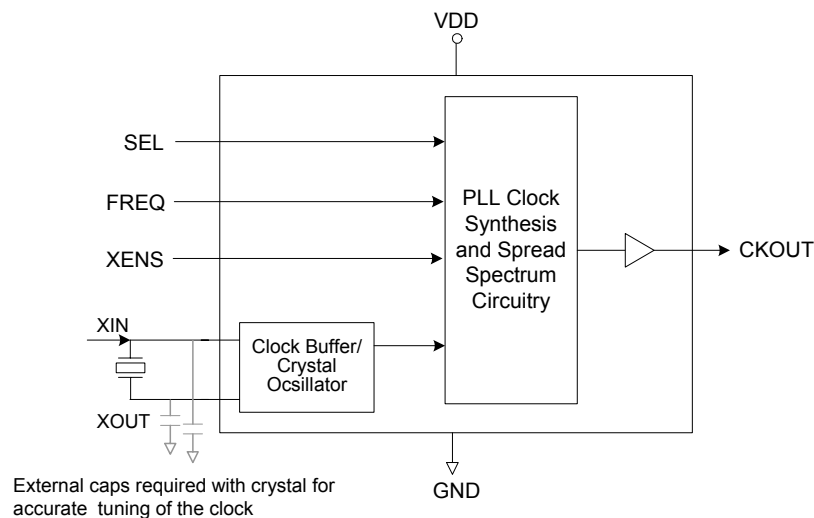 VDD
SEL
FREQ
XENS
PLL Clock
Synthesis
and Spread
Spectrum
Circuitry
CKOUT
XIN
Clock Buffer/
Crystal
Ocsillator
XOUT
GND
External caps required with crystal for
accurate tuning of the clock